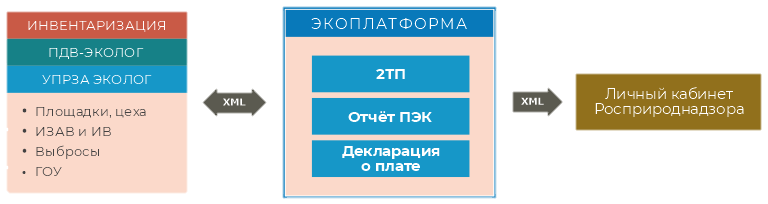 ИНВЕНТАРИЗАЦИЯ
ПДВ-ЭКОЛОГ
УПРЗА ЭКОЛОГ
• Площадки, цеха
• ИЗАВ и ИВ
• Выбросы
• ГОУ
XML
ЭКОПЛАТФОРМА
2ТП
Отчёт ПЭК
Декларация
о плате
XML
Личный кабинет
Росприроднадзора